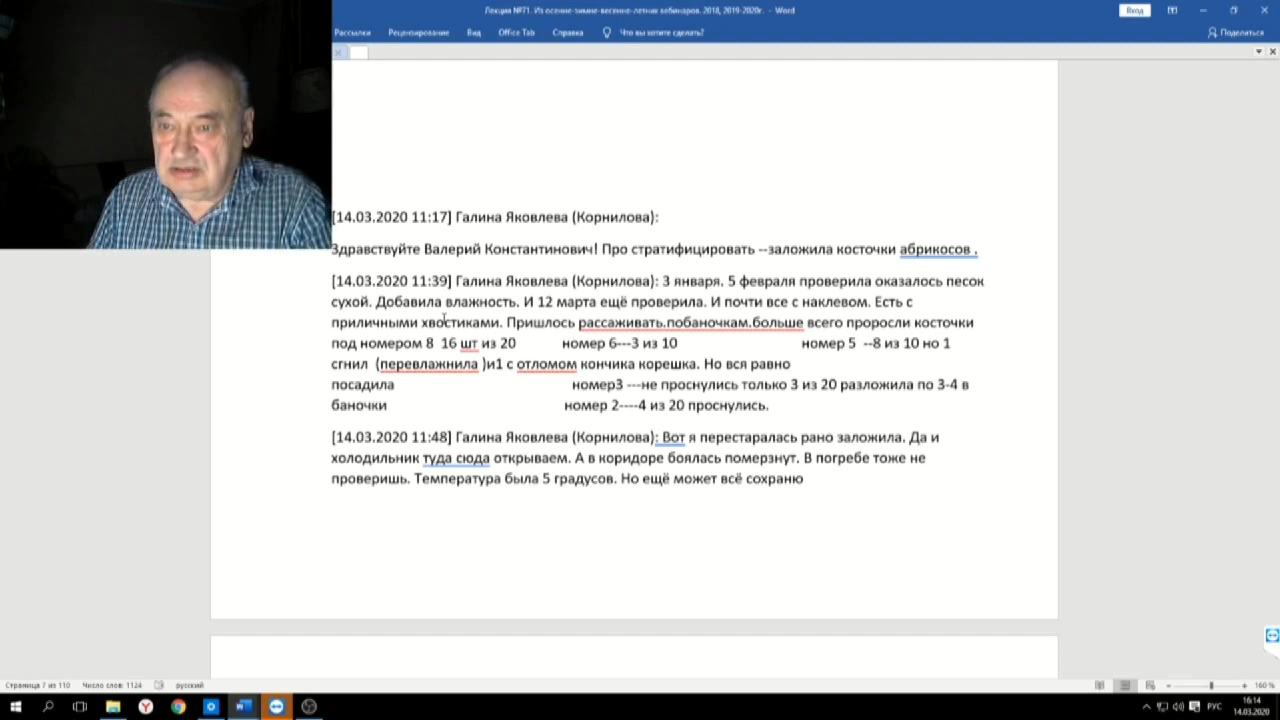 Лекция №71. Из осенне-зимне-весенне-летних вебинаров. 2018, 2019-2020г. - Word
Вход
Рассылки Рецензирование Вид Office Tab Справка Что вы хотите сделать? Поделиться
[14.03.2020 11:17] Галина Яковлева (Корнилова):
Здравствуйте Валерий Константинович! Про стратифицировать --заложила косточки абрикосов .
[14.03.2020 11:39] Галина Яковлева (Корнилова): 3 января. 5 февраля проверила оказалось песок
сухой. Добавила влажность. И 12 марта ещё проверила. И почти все с наклевом. Есть с
приличными хвостиками. Пришлось рассаживать.побаночкам.больше всего проросли косточки
под номером 8 16 шт из 20 номер 6---3 из 10 номер 5 --8 из 10 но 1
сгнил (перевлажнила )и1 с отломом кончика корешка. Но вся равно
посадила номер3 ---не проснулись только 3 из 20 разложила по 3-4 в
баночки номер 2----4 из 20 проснулись.
[14.03.2020 11:48] Галина Яковлева (Корнилова): Вот я перестаралась рано заложила. Да и
холодильник туда сюда открываем. А в коридоре боялась померзнут. В погребе тоже не
проверишь. Температура была 5 градусов. Но ещё может всё сохраню
Страница 7 из 110 Число слов: 1124 русский 160 %
РУС
16:14
14.03.2020